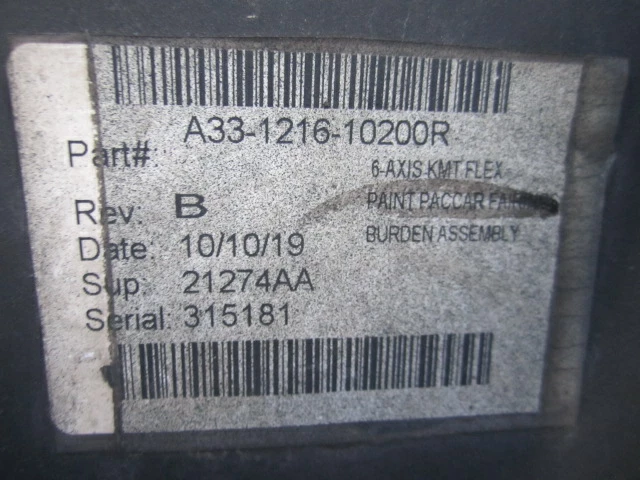 Part#: A33-1216-10200R
6-AXIS KMT FLEX
PAINT PACCAR
BURDEN ASSEMBLY
Rev: B
Date: 10/10/19
Sup: 21274AA
Serial: 315181